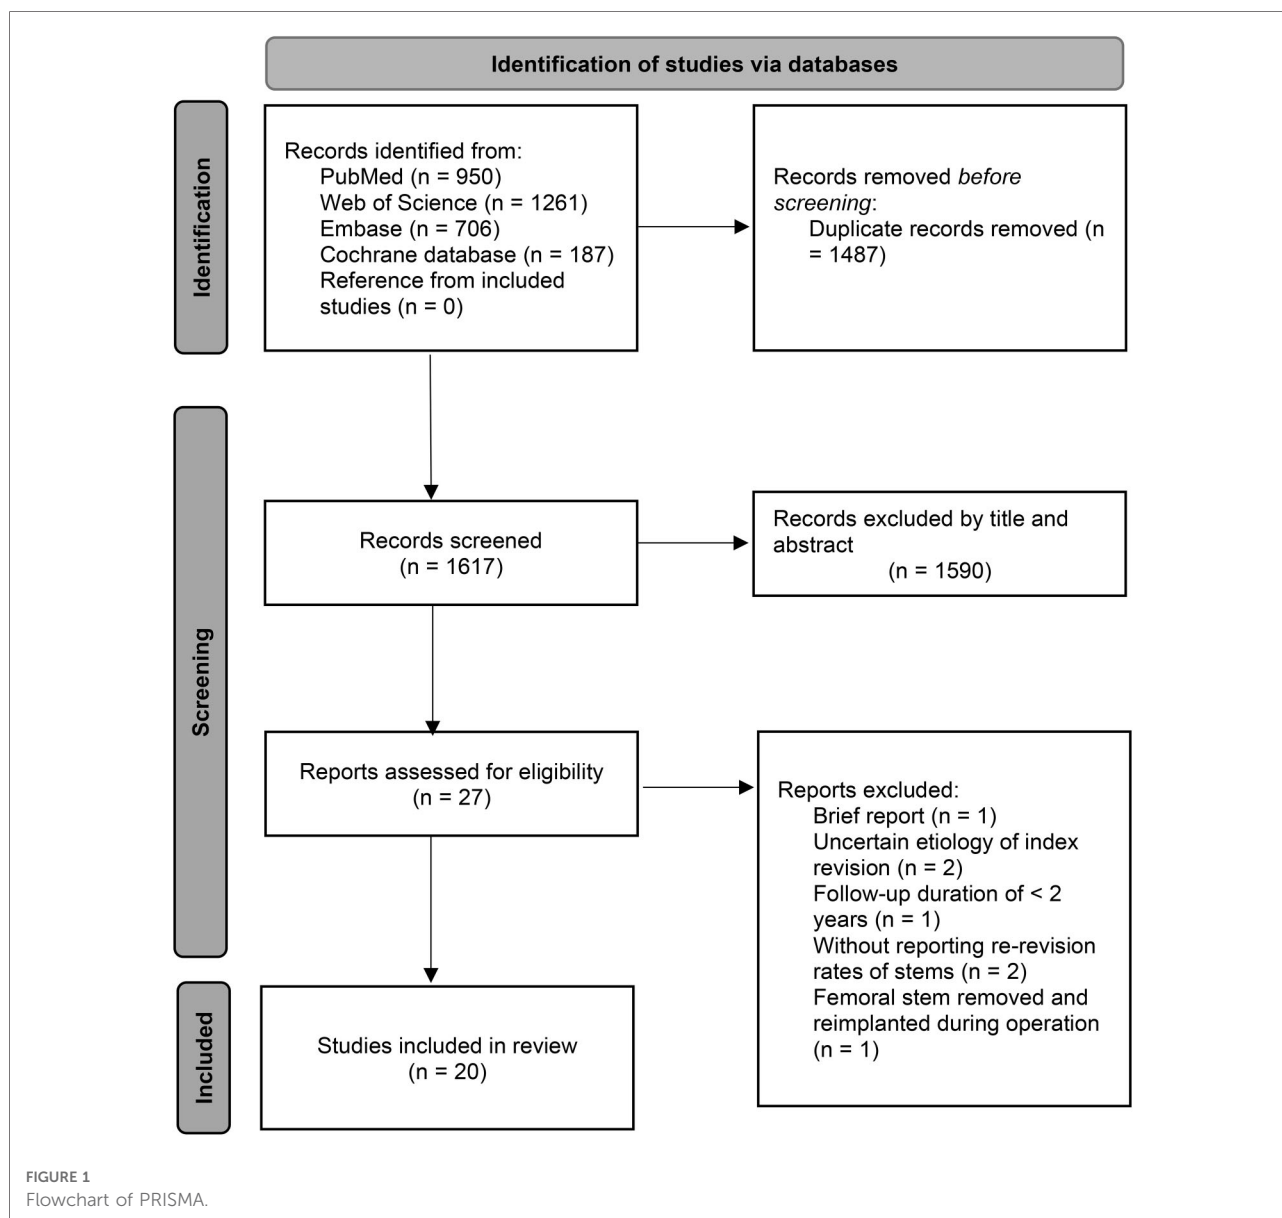 Identification of studies via databases
Identification
Records identified from:
PubMed (n = 950)
Web of Science (n = 1261)
Embase (n = 706)
Cochrane database (n = 187)
Reference from included
studies (n = 0)
Records removed before
screening:
Duplicate records removed (n
= 1487)
Screening
Records screened
(n = 1617)
Records excluded by title and
abstract
(n = 1590)
Reports assessed for eligibility
(n = 27)
Reports excluded:
Brief report (n = 1)
Uncertain etiology of index
revision (n = 2)
Follow-up duration of < 2
years (n = 1)
Without reporting re-revision
rates of stems (n = 2)
Femoral stem removed and
reimplanted during operation
(n = 1)
Included
Studies included in review
(n = 20)
FIGURE 1
Flowchart of PRISMA.